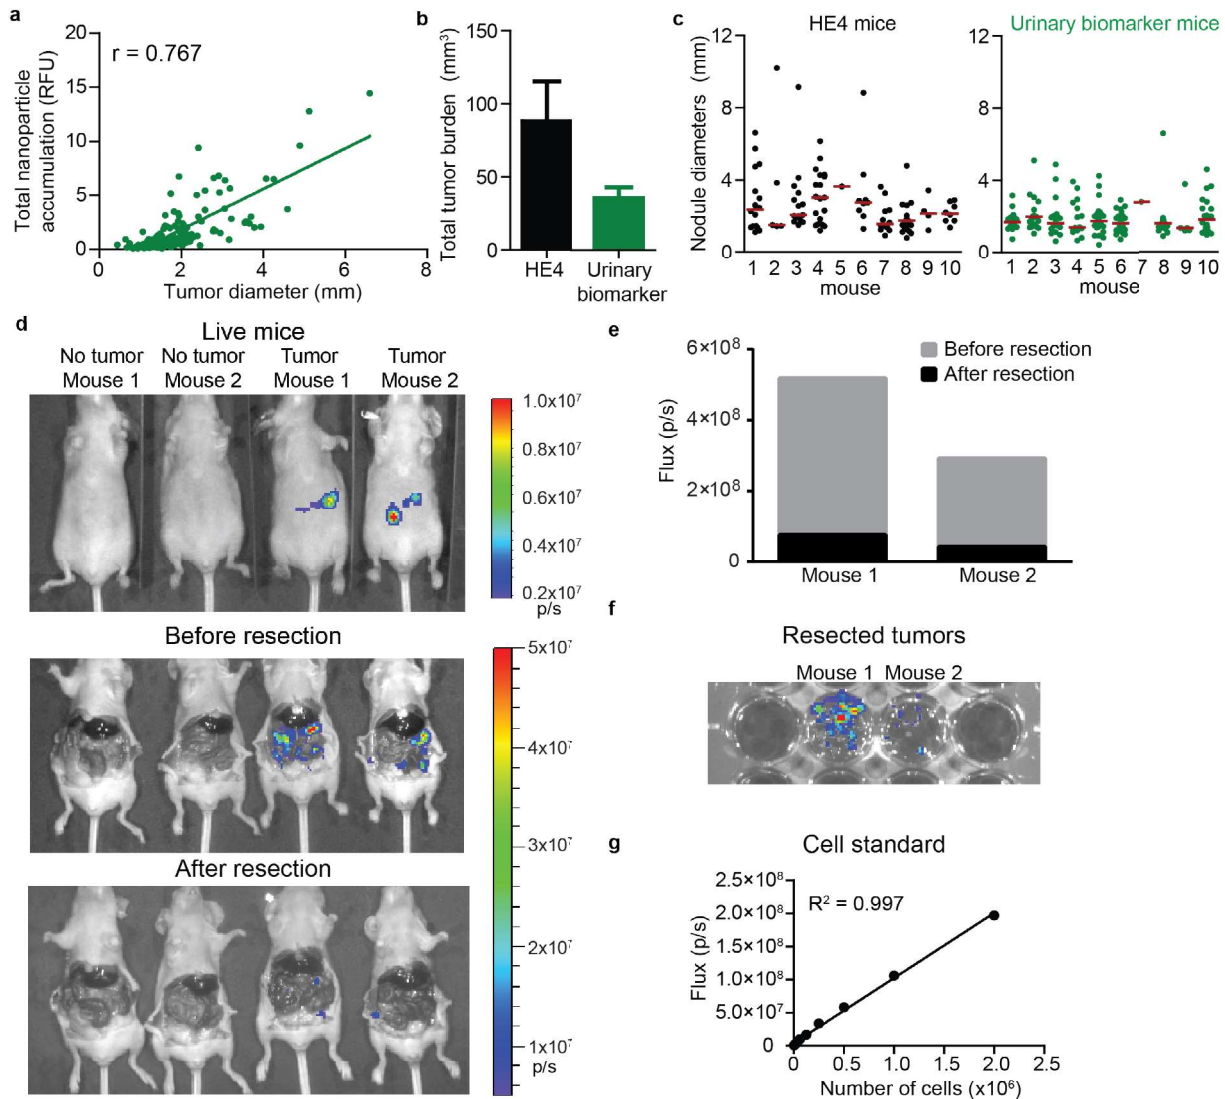 a
20
15
10
5
0
r = 0.767
Total nanoparticle
accumulation (RFU)
0 2 4 6 8
Tumor diameter (mm)
b
150
100
50
0
Total tumor burden (mm³)
HE4 Urinary
biomarker
c
HE4 mice
Urinary biomarker mice
12
8
4
0
Nodule diameters (mm)
1 2 3 4 5 6 7 8 9 10
mouse
12
8
4
0
1 2 3 4 5 6 7 8 9 10
mouse
d
Live mice
No tumor No tumor Tumor Tumor
Mouse 1 Mouse 2 Mouse 1 Mouse 2
1.0x10⁷
0.8x10⁷
0.6x10⁷
0.4x10⁷
0.2x10⁷
p/s
Before resection
5x10⁷
4x10⁷
3x10⁷
2x10⁷
1x10⁷
p/s
After resection
e
6×10⁸
4×10⁸
2×10⁸
0
Flux (p/s)
Before resection
After resection
Mouse 1 Mouse 2
f
Resected tumors
Mouse 1 Mouse 2
g
Cell standard
2.5×10⁸
2.0×10⁸
1.5×10⁸
1.0×10⁸
5.0×10⁷
0
R² = 0.997
Flux (p/s)
0 0.5 1.0 1.5 2.0 2.5
Number of cells (x10⁶)